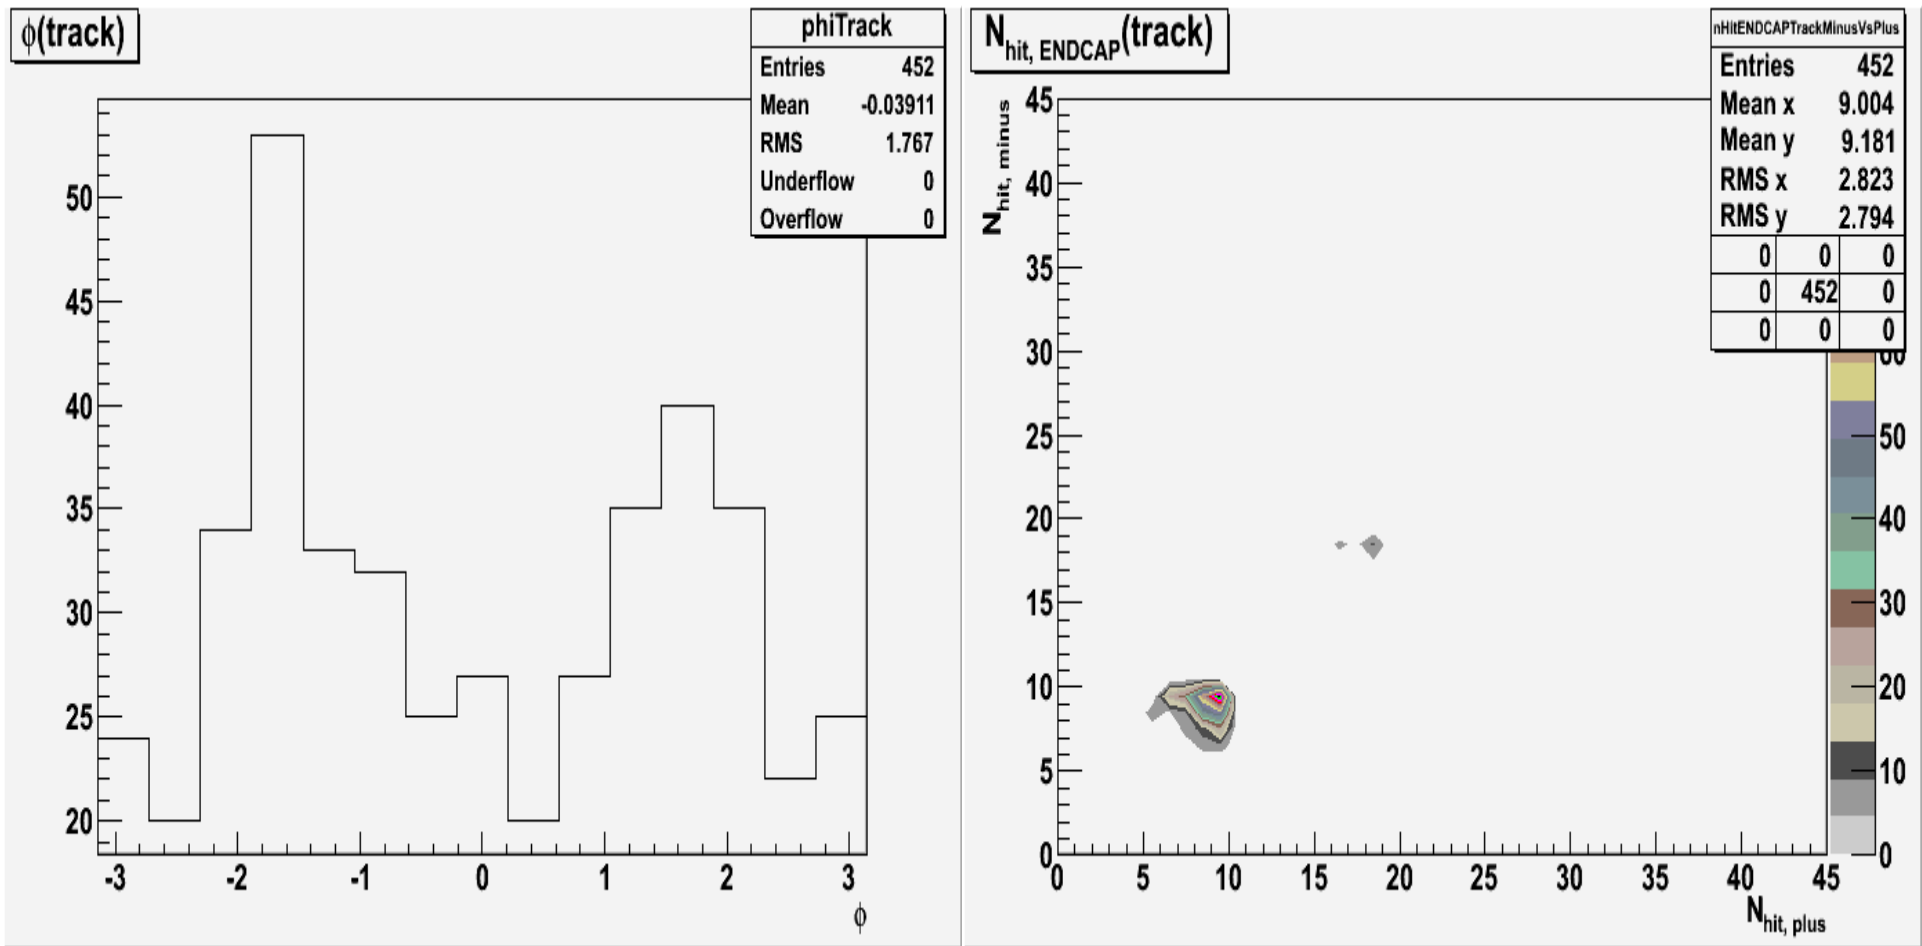 ϕ(track)
phiTrack
Entries 452
Mean -0.03911
RMS 1.767
Underflow 0
Overflow 0
50
45
40
35
30
25
20
-3 -2 -1 0 1 2 3
ϕ
N hit, ENDCAP (track)
nHitENDCAPTrackMinusVsPlus
Entries 452
Mean x 9.004
Mean y 9.181
RMS x 2.823
RMS y 2.794
0 0 0
0 452 0
0 0 0
N hit, minus
45
40
35
30
25
20
15
10
5
0
0 5 10 15 20 25 30 35 40 45
N hit, plus
60
50
40
30
20
10
0